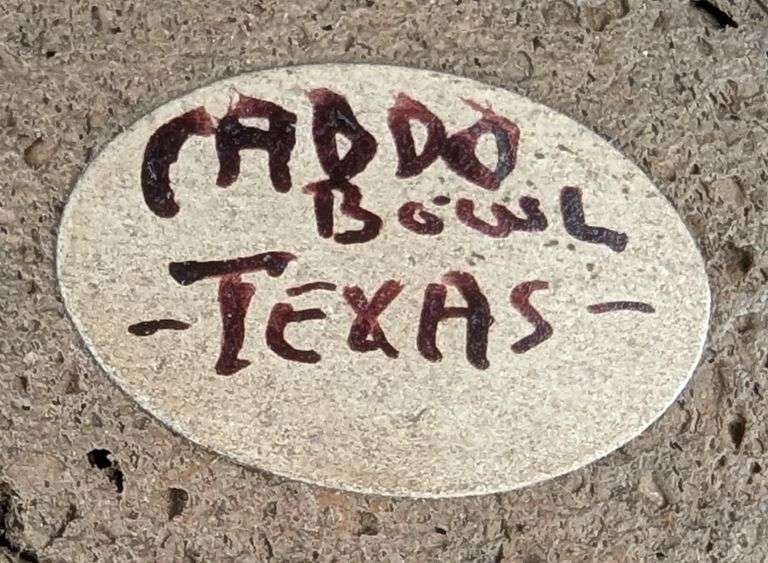 CADDO
BOWL
- TEXAS -